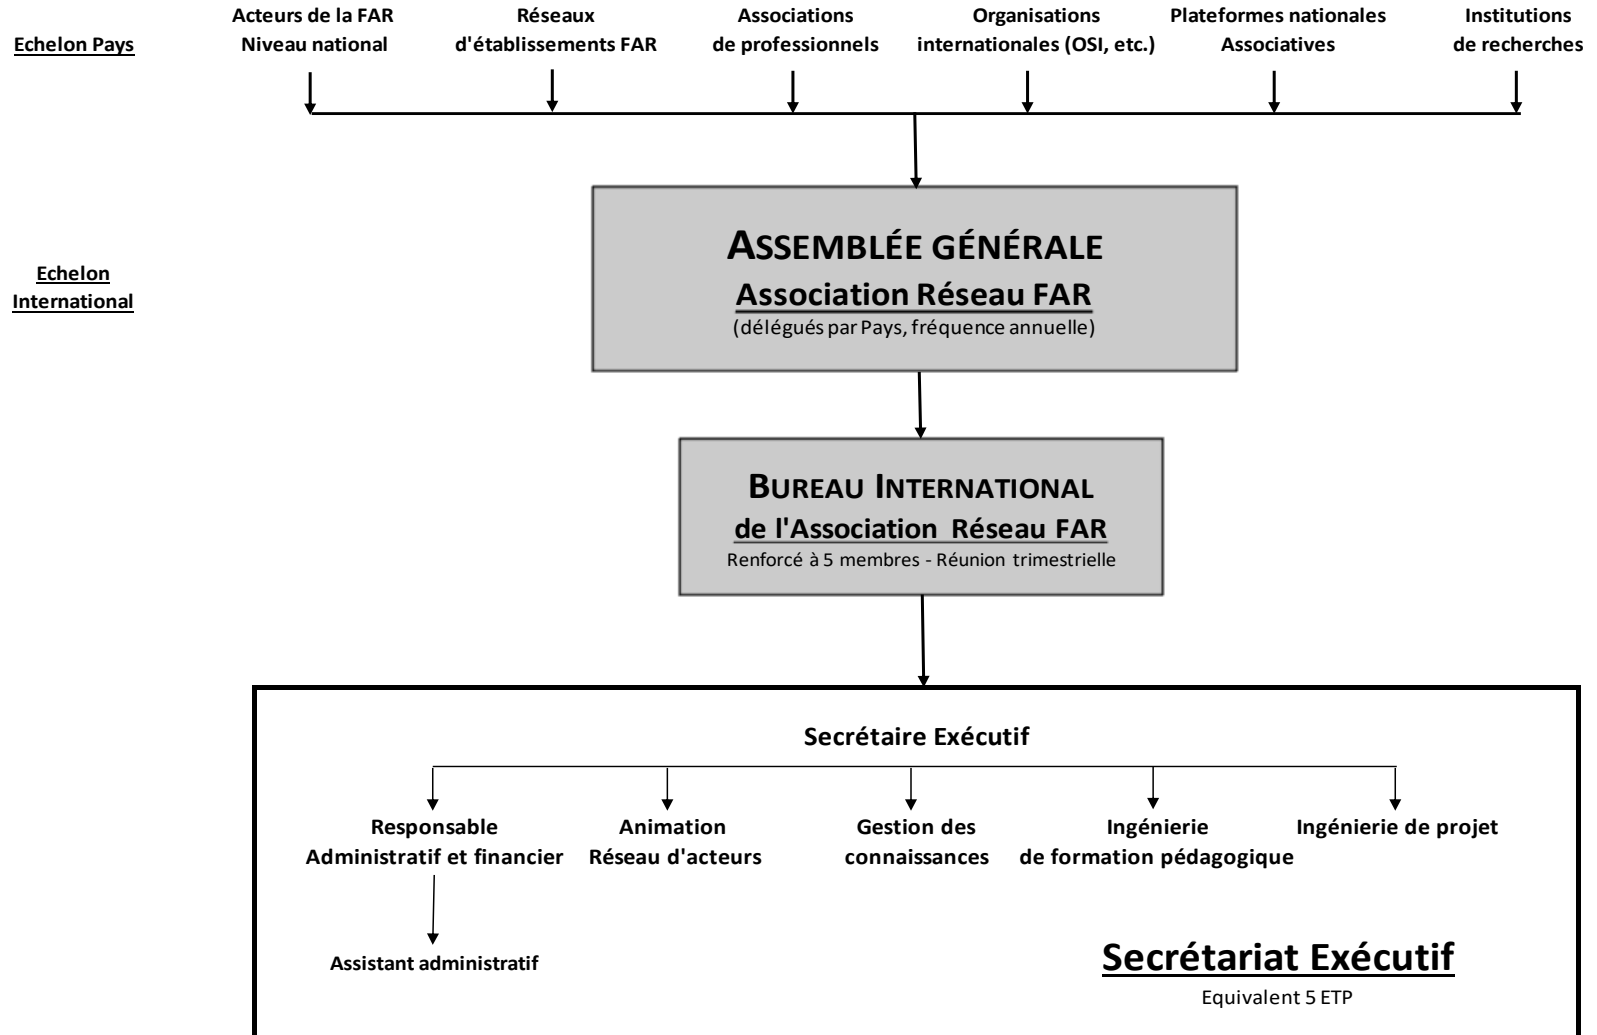 Acteurs de la FAR
Niveau national
Réseaux
d'établissements FAR
Associations
de professionnels
Organisations
internationales (OSI, etc.)
Plateformes nationales
Associatives
Institutions
de recherches
Echelon Pays
ASSEMBLÉE GÉNÉRALE
Association Réseau FAR
(délégués par Pays, fréquence annuelle)
Echelon
International
BUREAU INTERNATIONAL
de l'Association Réseau FAR
Renforcé à 5 membres - Réunion trimestrielle
Secrétaire Exécutif
Responsable
Administratif et financier
Animation
Réseau d'acteurs
Gestion des
connaissances
Ingénierie
de formation pédagogique
Ingénierie de projet
Assistant administratif
Secrétariat Exécutif
Equivalent 5 ETP